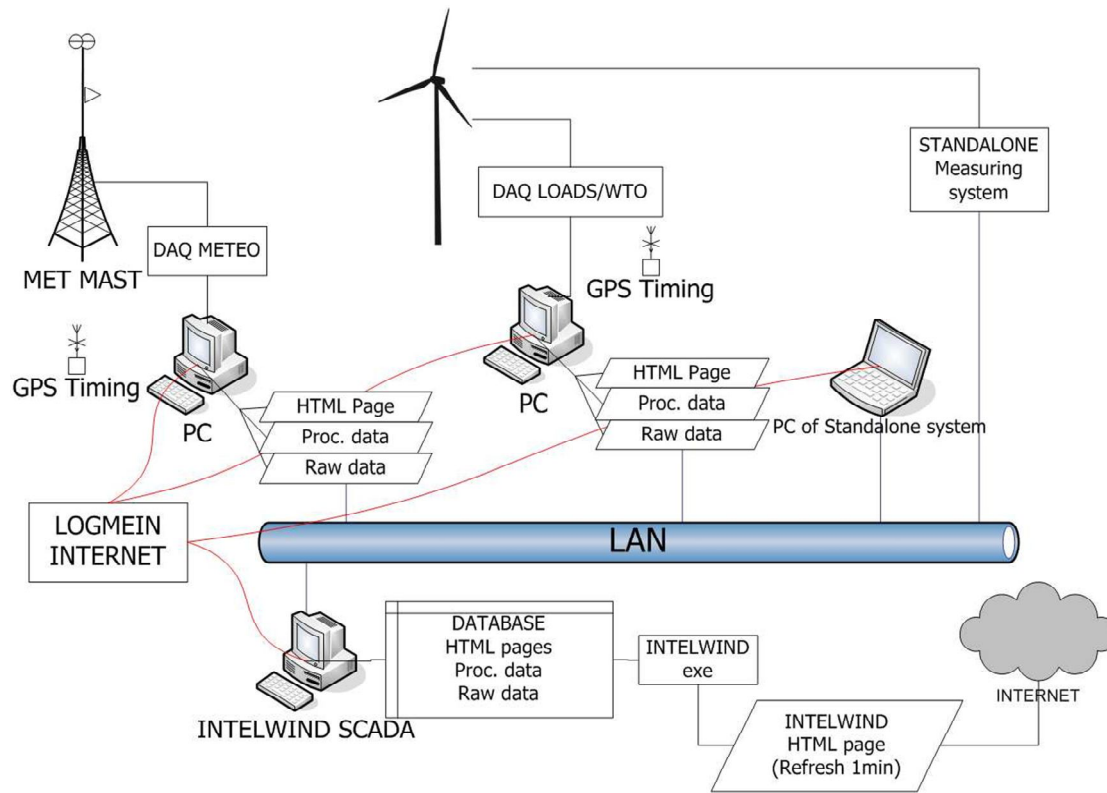 STANDALONE
Measuring
system
DAQ LOADS/WTO
DAQ METEO
MET MAST
GPS Timing
GPS Timing
HTML Page
Proc. data
Raw data
PC
PC of Standalone system
HTML Page
Proc. data
Raw data
PC
LOGMEIN
INTERNET
LAN
DATABASE
HTML pages
Proc. data
Raw data
INTELWIND
exe
INTERNET
INTELWIND SCADA
INTELWIND
HTML page
(Refresh 1min)